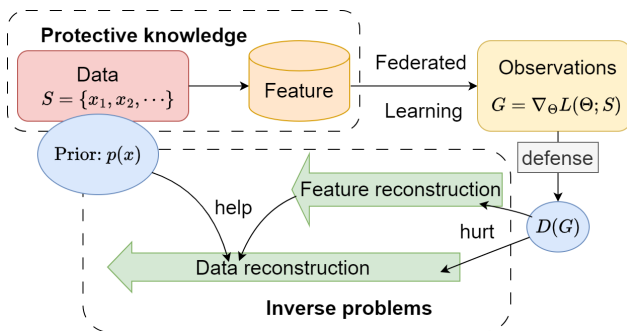 Protective knowledge
Data
S = {x₁, x₂, ⋯}
Feature
Federated
Learning
Observations
G = ∇_Θ L(Θ; S)
Prior: p(x)
defense
Feature reconstruction
help
D(G)
hurt
Data reconstruction
Inverse problems